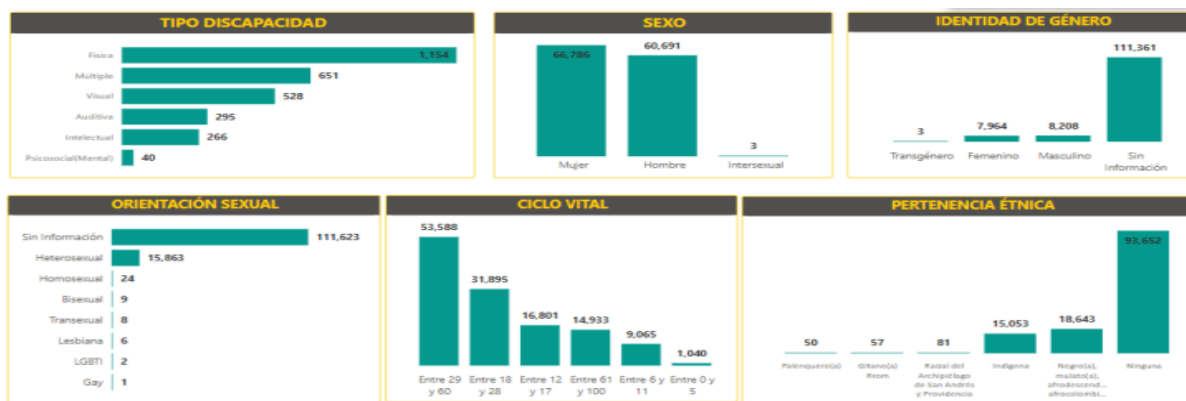 TIPO DISCAPACIDAD
Física 1,154
Múltiple 651
Visual 528
Auditiva 295
Intelectual 266
Psicosocial(Mental) 40
SEXO
66,786 60,691 3
Mujer Hombre Intersexual
IDENTIDAD DE GÉNERO
3 7,964 8,208 111,361
Transgénero Femenino Masculino Sin
Información
ORIENTACIÓN SEXUAL
Sin Información 111,623
Heterosexual 15,863
Homosexual 24
Bisexual 9
Transexual 8
Lesbiana 6
LGBTI 2
Gay 1
CICLO VITAL
53,588 31,895 16,801 14,933 9,065 1,040
Entre 29 Entre 18 Entre 12 Entre 61 Entre 6 y Entre 0 y
y 60 y 28 y 17 y 100 11 5
PERTENENCIA ÉTNICA
50 57 81 15,053 18,643 93,652
Palenquero(a) Gitano(a) Raizal del Indígena Negro(a), Ninguna
Rrom Archipiélago mulato(a),
de San Andrés afrodescend...
y Providencia afrocolombi...